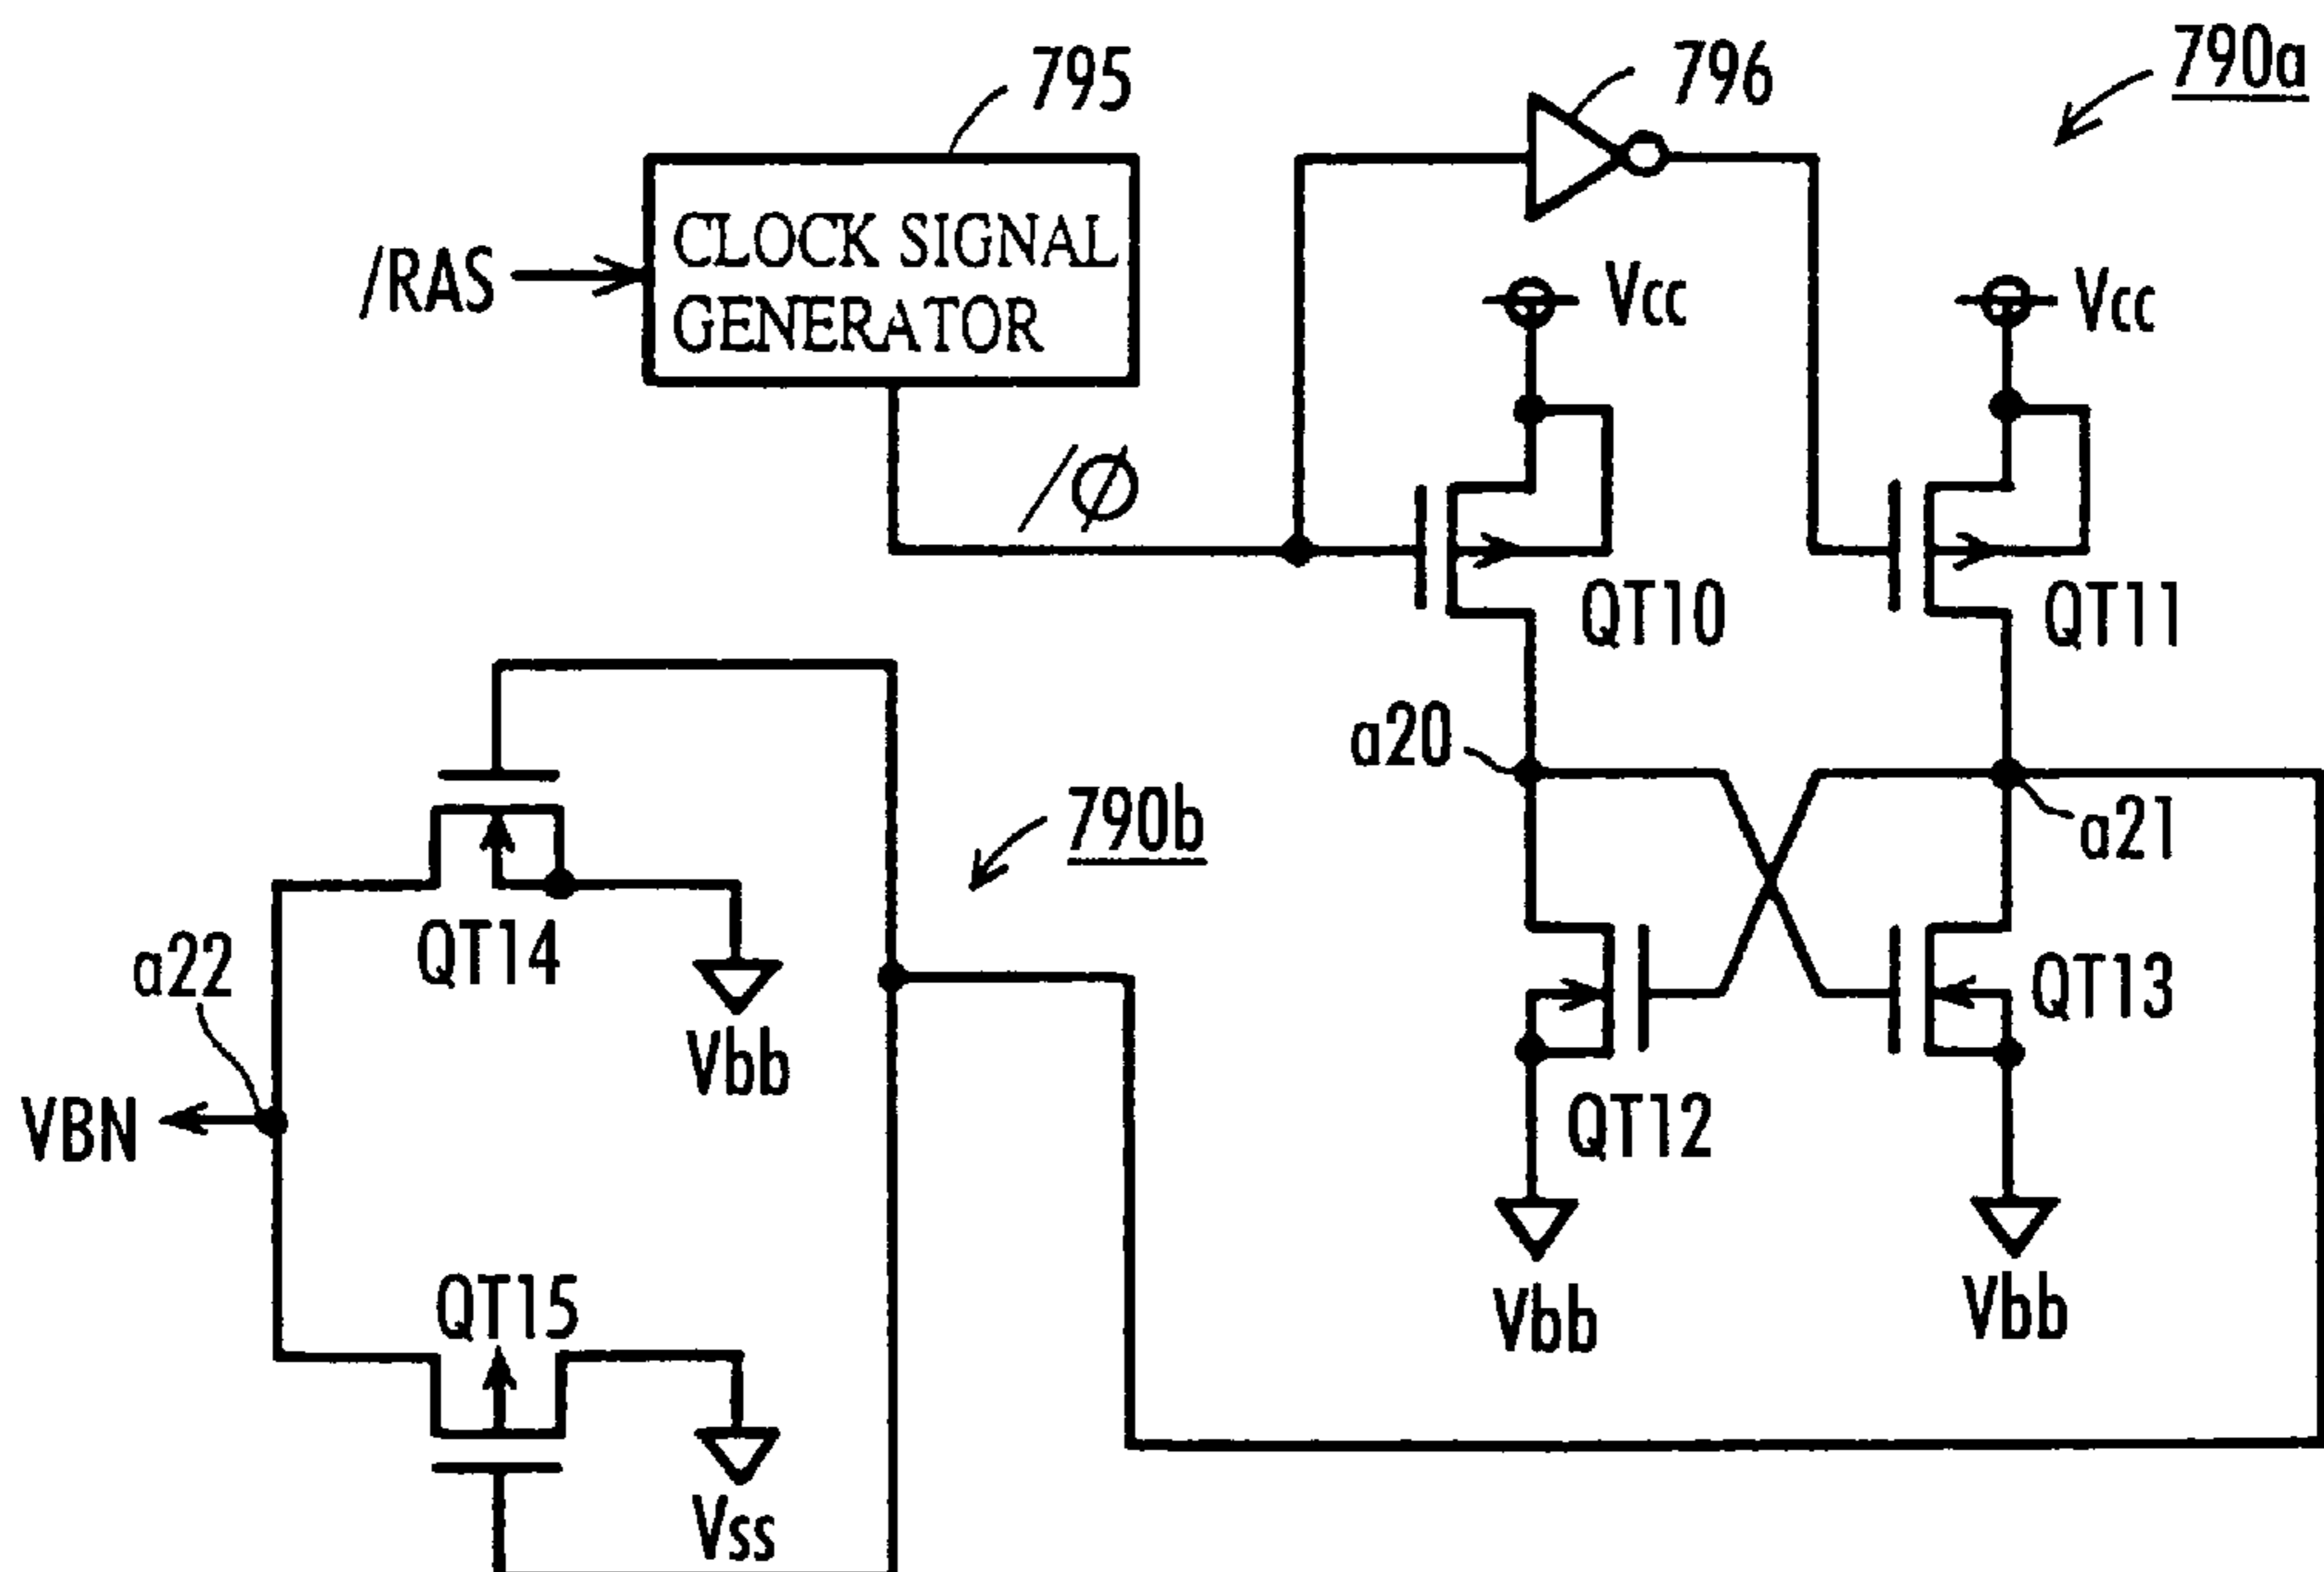 795
796
790a
CLOCK SIGNAL
GENERATOR
/RAS
Vcc
Vcc
/Ø
QT10
QT11
a20
790b
a21
QT14
a22
QT13
Vbb
VBN
QT12
QT15
Vbb
Vbb
Vss